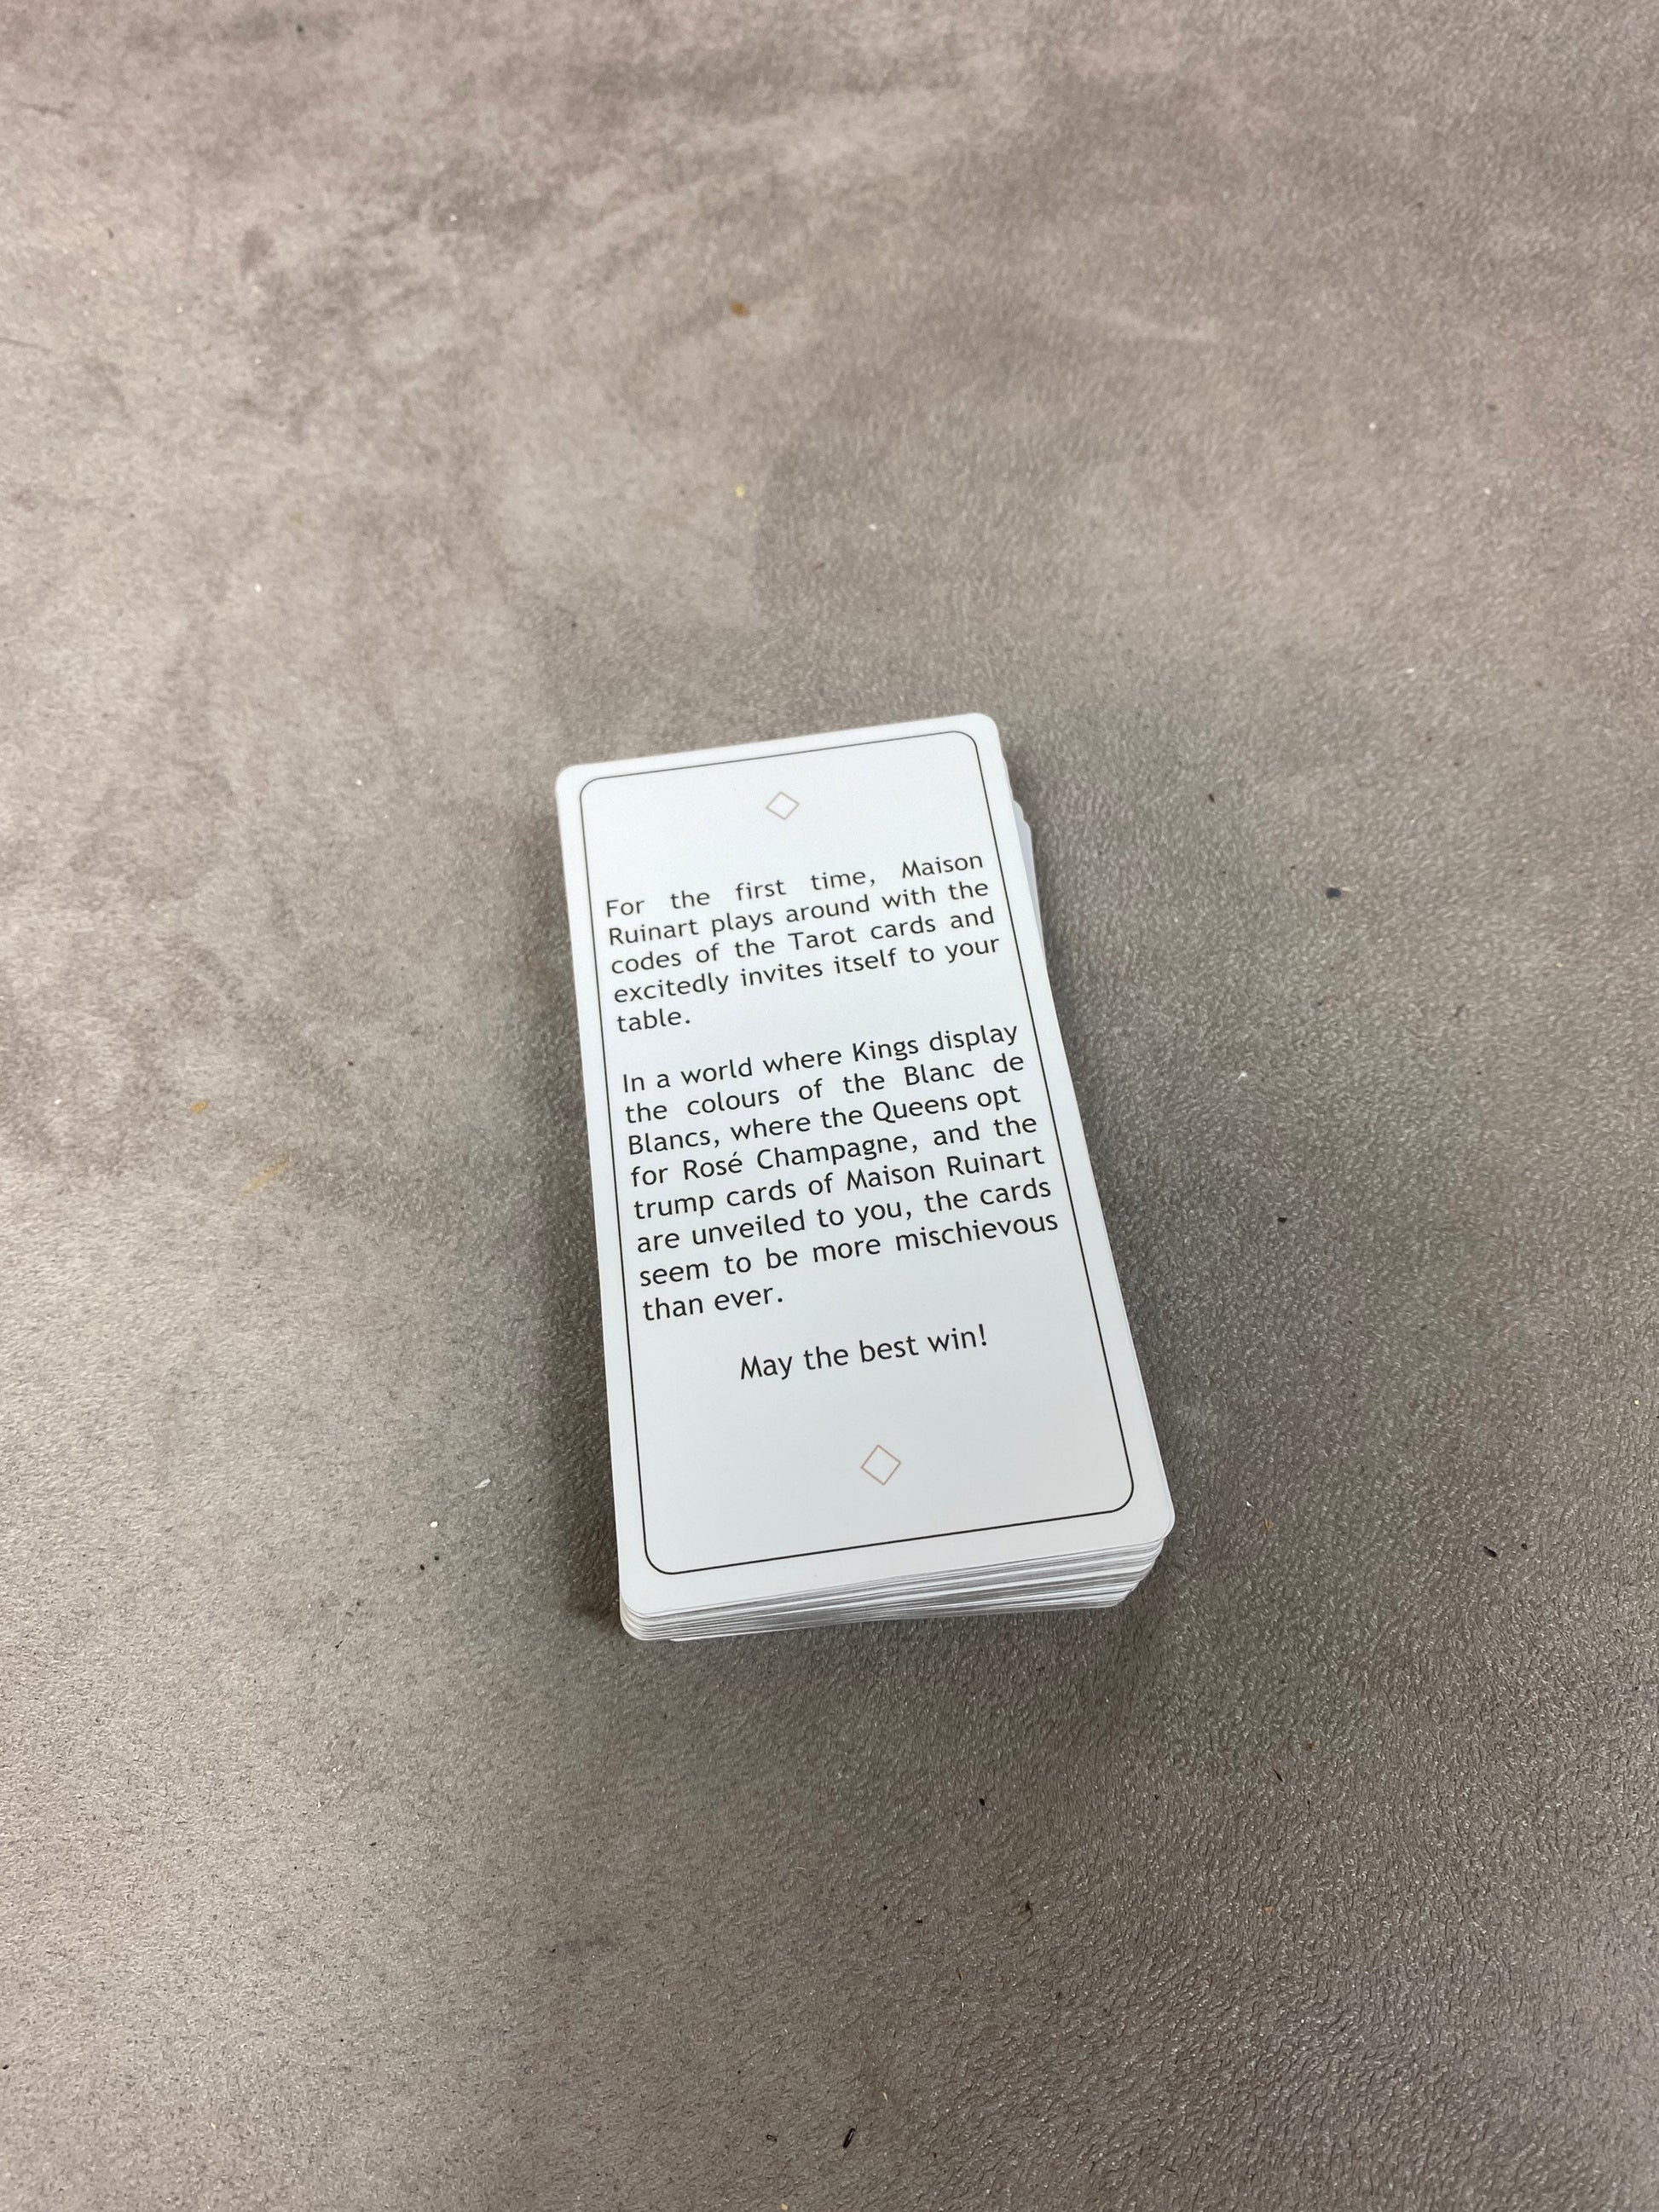 For the first time, Maison
Ruinart plays around with the
codes of the Tarot cards and
excitedly invites itself to your
table.
In a world where Kings display
the colours of the Blanc de
Blancs, where the Queens opt
for Rosé Champagne, and the
trump cards of Maison Ruinart
are unveiled to you, the cards
seem to be more mischievous
than ever.
May the best win!